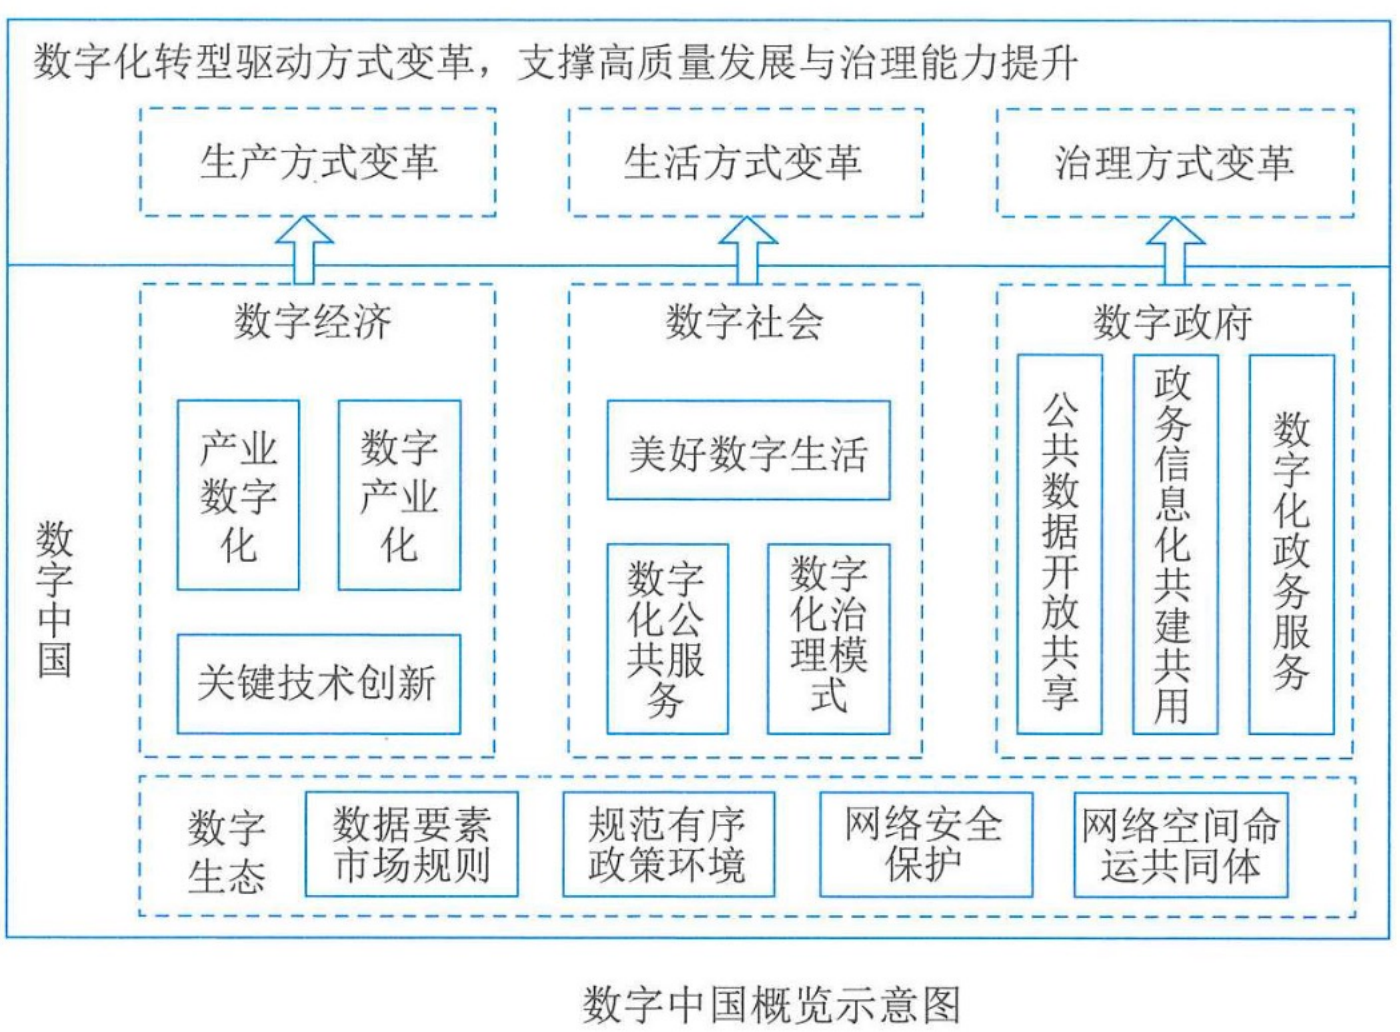 数字化转型驱动方式变革，支撑高质量发展与治理能力提升
生产方式变革
生活方式变革
治理方式变革
数字中国
数字经济
产业
数字
化
数字
产业
化
关键技术创新
数字社会
美好数字生活
数字
化公
共服
务
数字
化治
理模
式
数字政府
公共数据开放共享
政务信息化共建共用
数字化政务服务
数字
生态
数据要素
市场规则
规范有序
政策环境
网络安全
保护
网络空间命
运共同体
数字中国概览示意图